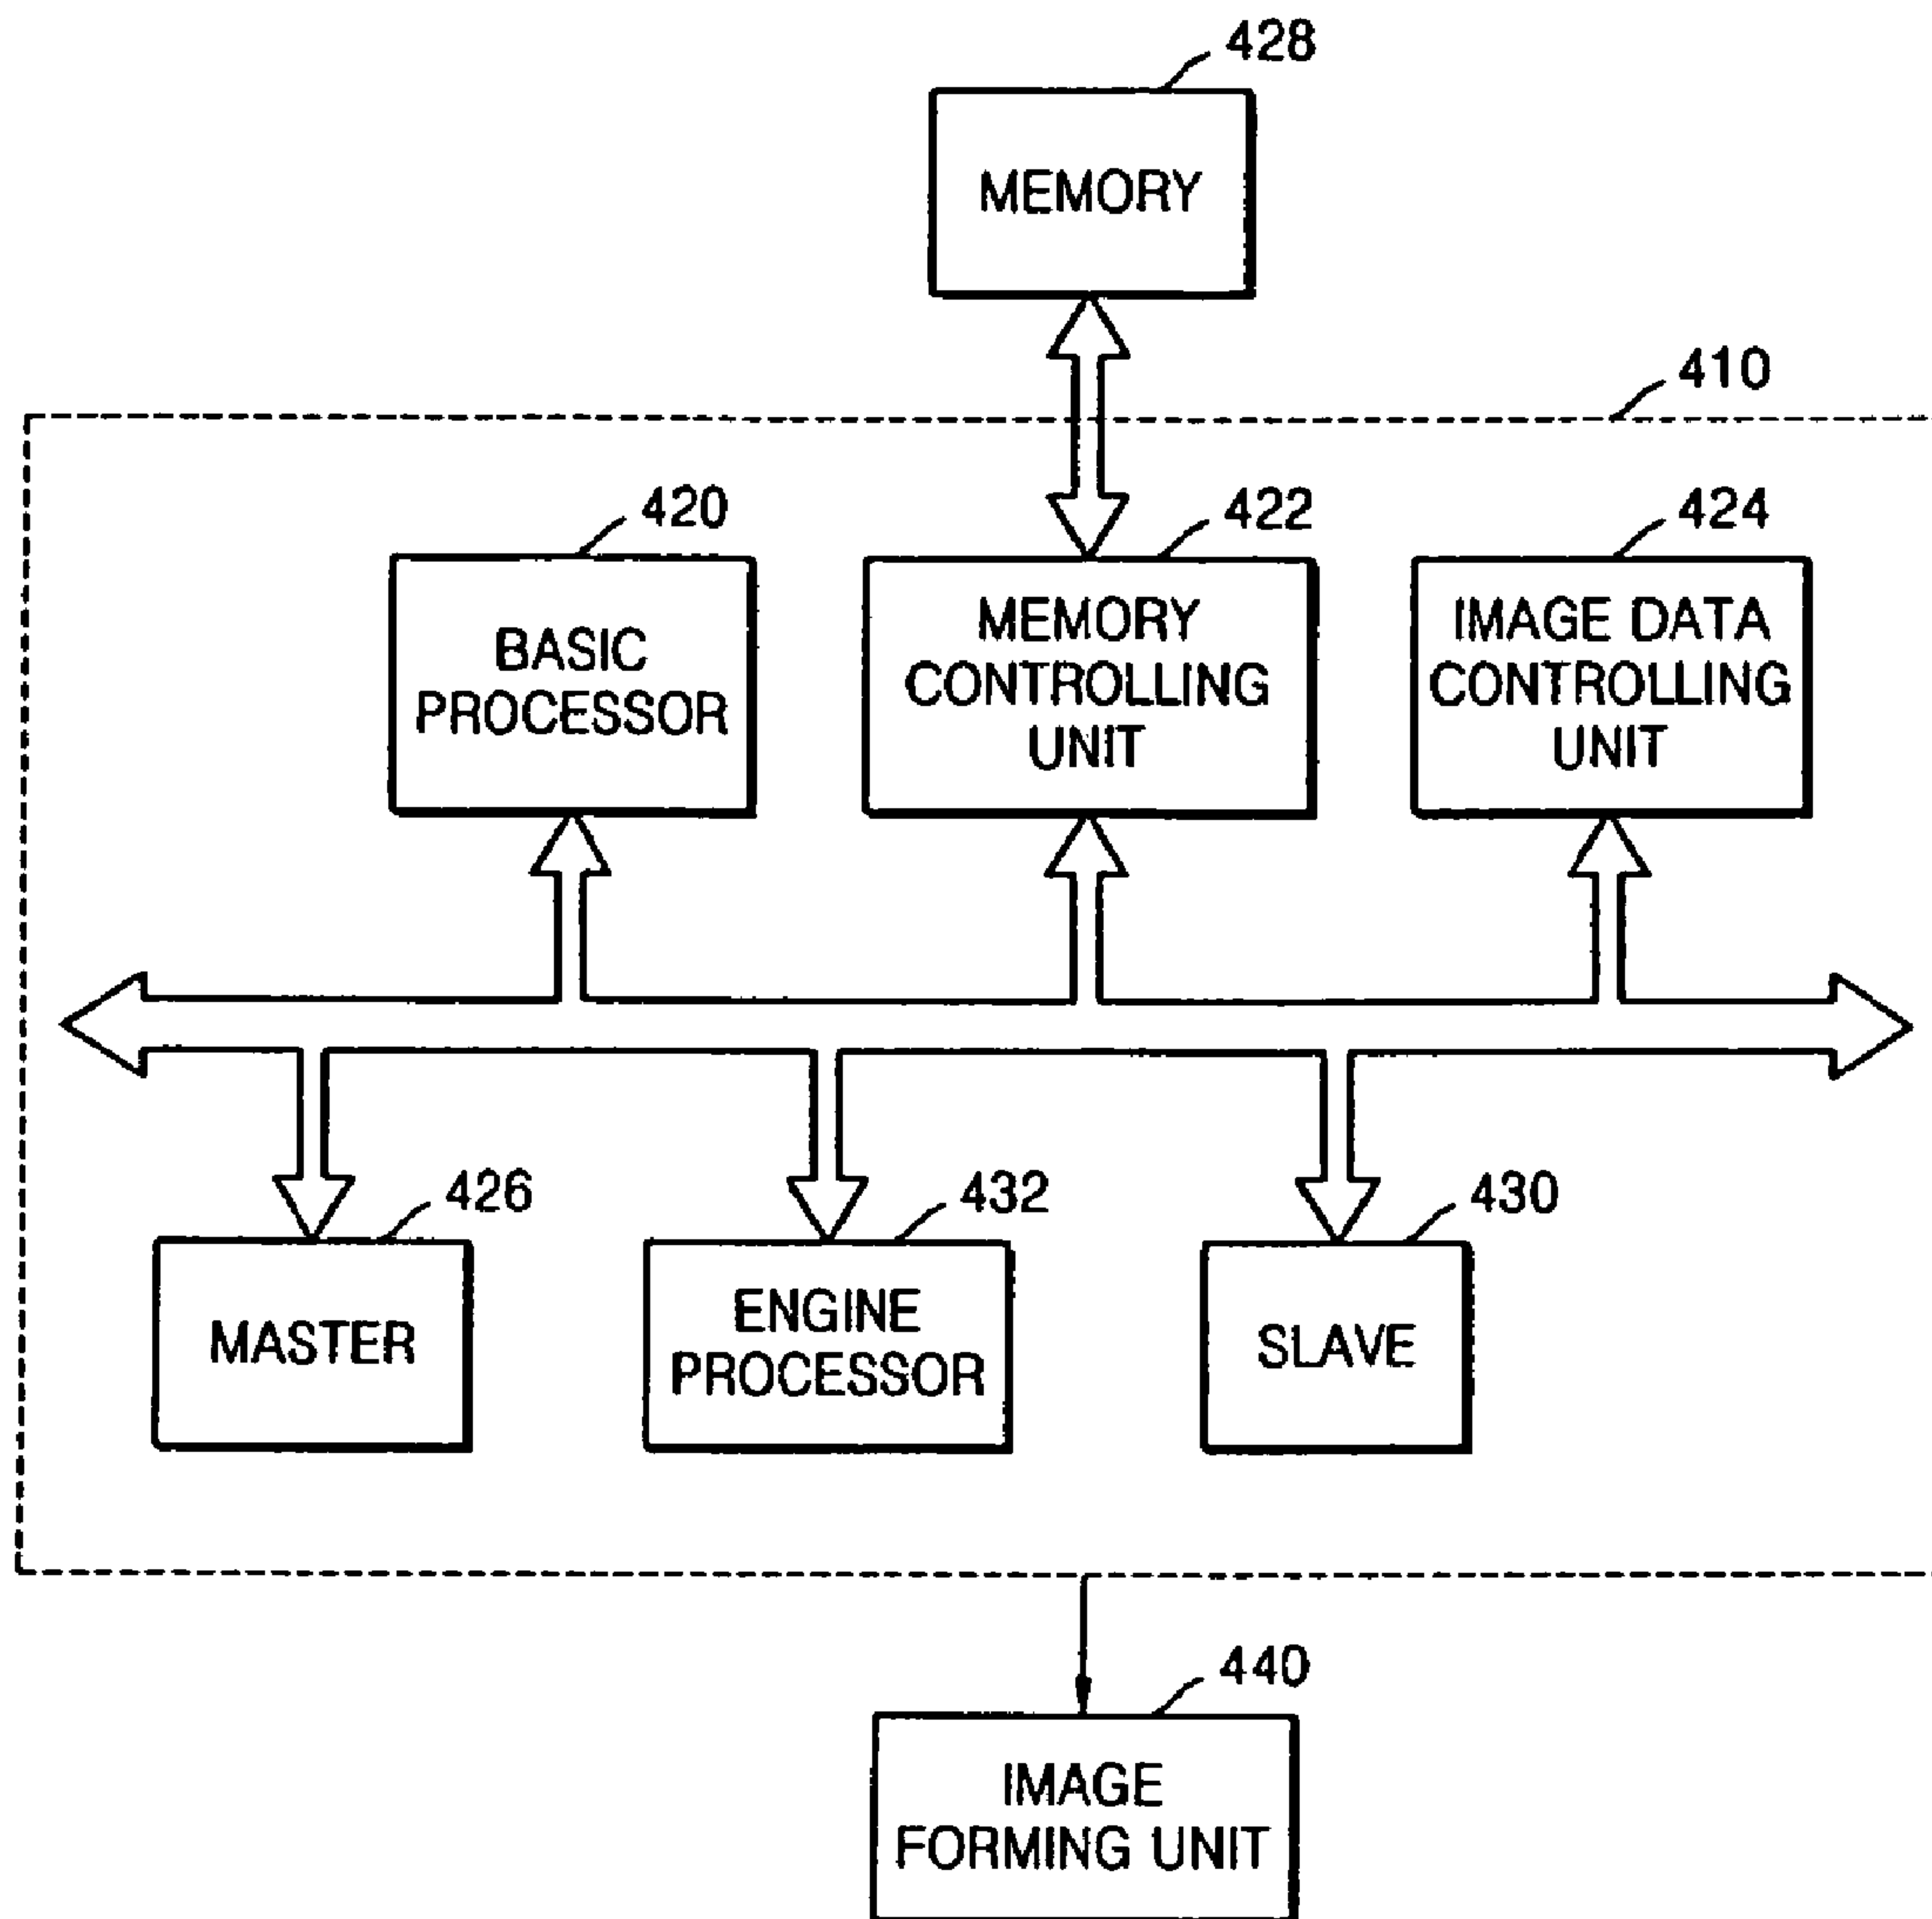 428
MEMORY
410
420
422
424
BASIC
PROCESSOR
MEMORY
CONTROLLING
UNIT
IMAGE DATA
CONTROLLING
UNIT
426
432
430
MASTER
ENGINE
PROCESSOR
SLAVE
440
IMAGE
FORMING UNIT